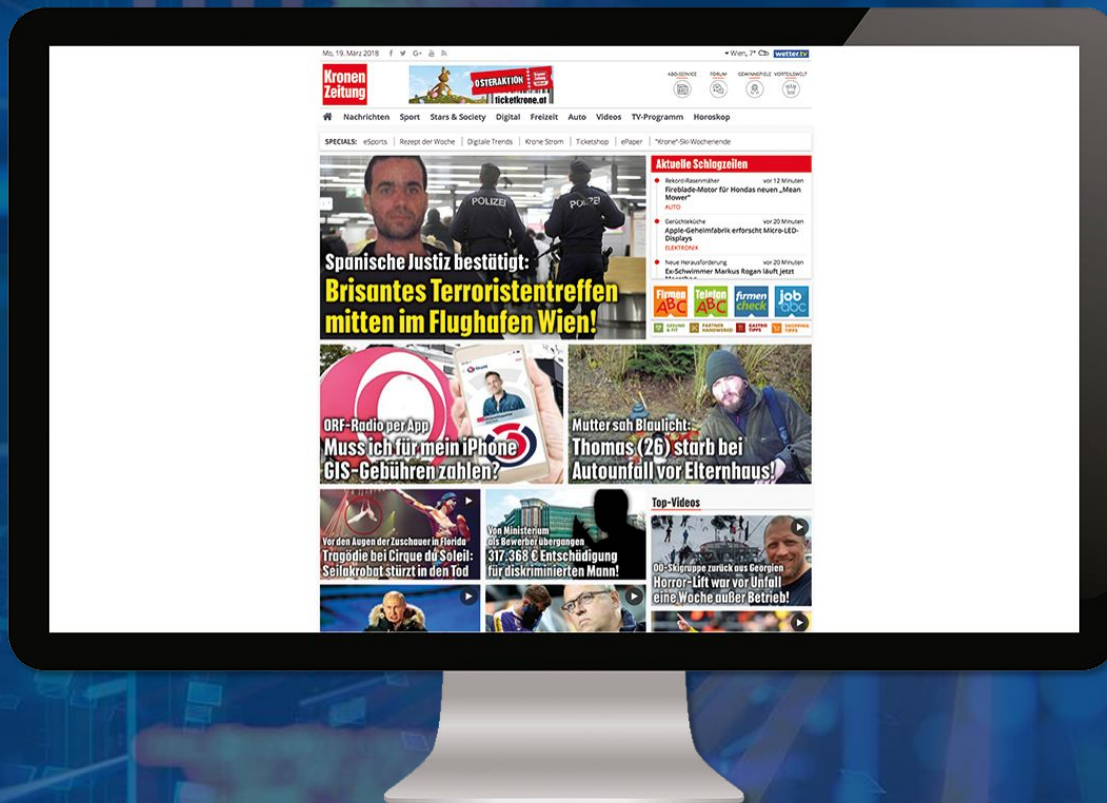 Mo, 19. März 2018
Wien, 7°
wetter.tv
Kronen
Zeitung
OSTERAKTION
ticketkrone.at
ABO-SERVICE
FORUM
GEWINNSPIELE
VORTEILSWELT
Nachrichten Sport Stars & Society Digital Freizeit Auto Videos TV-Programm Horoskop
SPECIALS: eSports Rezept der Woche Digitale Trends Krone Strom Ticketshop ePaper "Krone"-Ski-Wochenende
POLIZEI
POLIZEI
Spanische Justiz bestätigt:
Brisantes Terroristentreffen
mitten im Flughafen Wien!
Aktuelle Schlagzeilen
Rekord-Rasenmäher vor 12 Minuten
Fireblade-Motor für Hondas neuen „Mean
Mower"
AUTO
Gerüchteküche vor 20 Minuten
Apple-Geheimfabrik erforscht Micro-LED-
Displays
ELEKTRONIK
Neue Herausforderung vor 20 Minuten
Ex-Schwimmer Markus Rogan läuft jetzt
Firmen
ABC
Telefon
ABC
firmen
check
job
abc
GESUND
& FIT
PARTNER
HANDWERKER
GASTRO
TIPPS
SHOPPING
TIPPS
ORF-Radio per App
Muss ich für mein iPhone
GIS-Gebühren zahlen?
Mutter sah Blaulicht:
Thomas (26) starb bei
Autounfall vor Elternhaus!
Vor den Augen der Zuschauer in Florida
Tragödie bei Cirque du Soleil:
Seilakrobat stürzt in den Tod
Von Ministerium
als Bewerber übergangen
317.368 € Entschädigung
für diskriminierten Mann!
Top-Videos
OÖ-Skigruppe zurück aus Georgien
Horror-Lift war vor Unfall
eine Woche außer Betrieb!